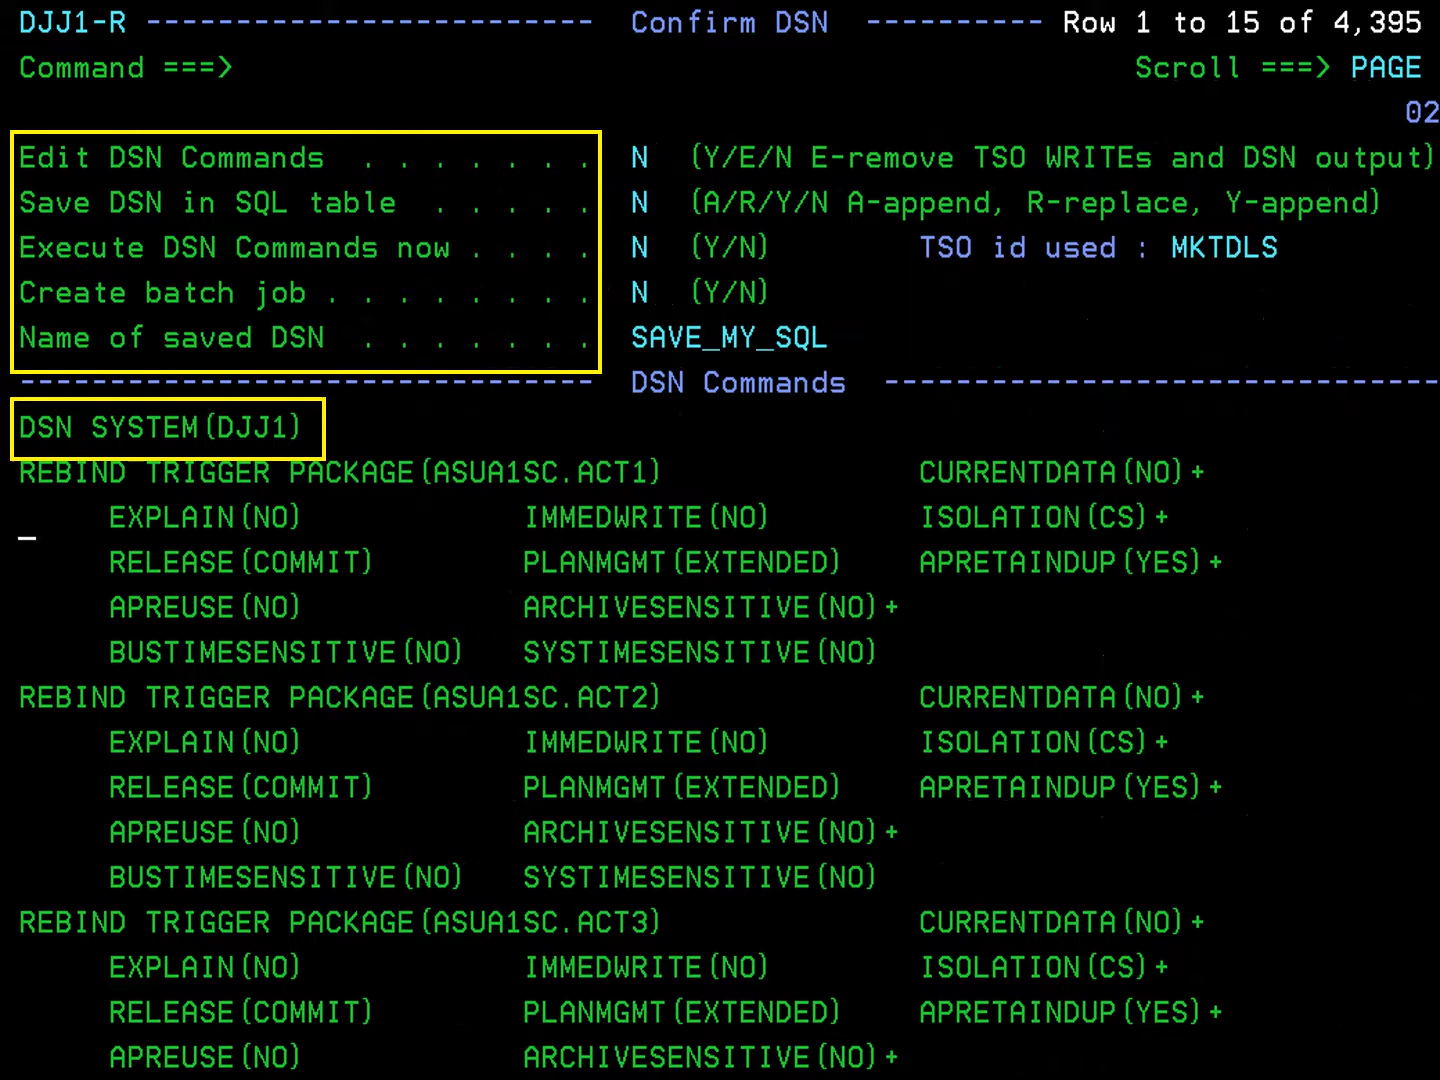 DJJ1-R ------------------------- Confirm DSN ---------- Row 1 to 15 of 4,395
Command ===> Scroll ===> PAGE
02
Edit DSN Commands . . . . . . . N (Y/E/N E-remove TSO WRITEs and DSN output)
Save DSN in SQL table . . . . . N (A/R/Y/N A-append, R-replace, Y-append)
Execute DSN Commands now . . . . N (Y/N) TSO id used : MKTDLS
Create batch job . . . . . . . . N (Y/N)
Name of saved DSN . . . . . . . SAVE_MY_SQL
-------------------------------- DSN Commands -------------------------------
DSN SYSTEM(DJJ1)
REBIND TRIGGER PACKAGE(ASUA1SC.ACT1) CURRENTDATA(NO)+
EXPLAIN(NO) IMMEDWRITE(NO) ISOLATION(CS)+
RELEASE(COMMIT) PLANMGMT(EXTENDED) APRETAINDUP(YES)+
APREUSE(NO) ARCHIVESENSITIVE(NO)+
BUSTIMESENSITIVE(NO) SYSTIMESENSITIVE(NO)
REBIND TRIGGER PACKAGE(ASUA1SC.ACT2) CURRENTDATA(NO)+
EXPLAIN(NO) IMMEDWRITE(NO) ISOLATION(CS)+
RELEASE(COMMIT) PLANMGMT(EXTENDED) APRETAINDUP(YES)+
APREUSE(NO) ARCHIVESENSITIVE(NO)+
BUSTIMESENSITIVE(NO) SYSTIMESENSITIVE(NO)
REBIND TRIGGER PACKAGE(ASUA1SC.ACT3) CURRENTDATA(NO)+
EXPLAIN(NO) IMMEDWRITE(NO) ISOLATION(CS)+
RELEASE(COMMIT) PLANMGMT(EXTENDED) APRETAINDUP(YES)+
APREUSE(NO) ARCHIVESENSITIVE(NO)+